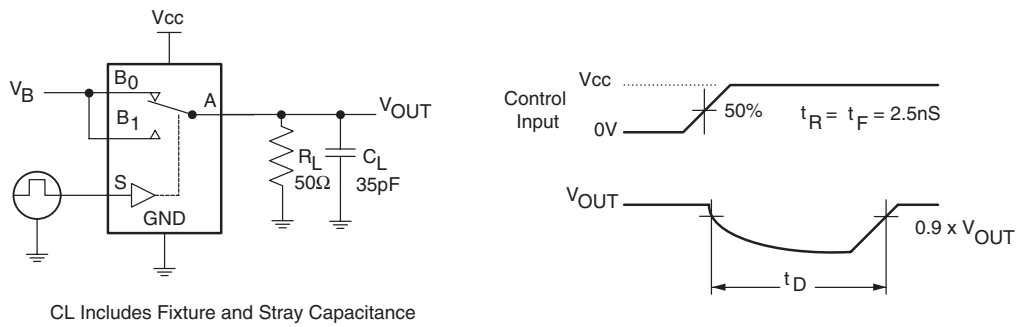 Vcc
VB
B0
B1
A
VOUT
S
GND
RL
50Ω
CL
35pF
CL Includes Fixture and Stray Capacitance
Control
Input
Vcc
0V
50%
tR = tF = 2.5nS
VOUT
0.9 x VOUT
tD